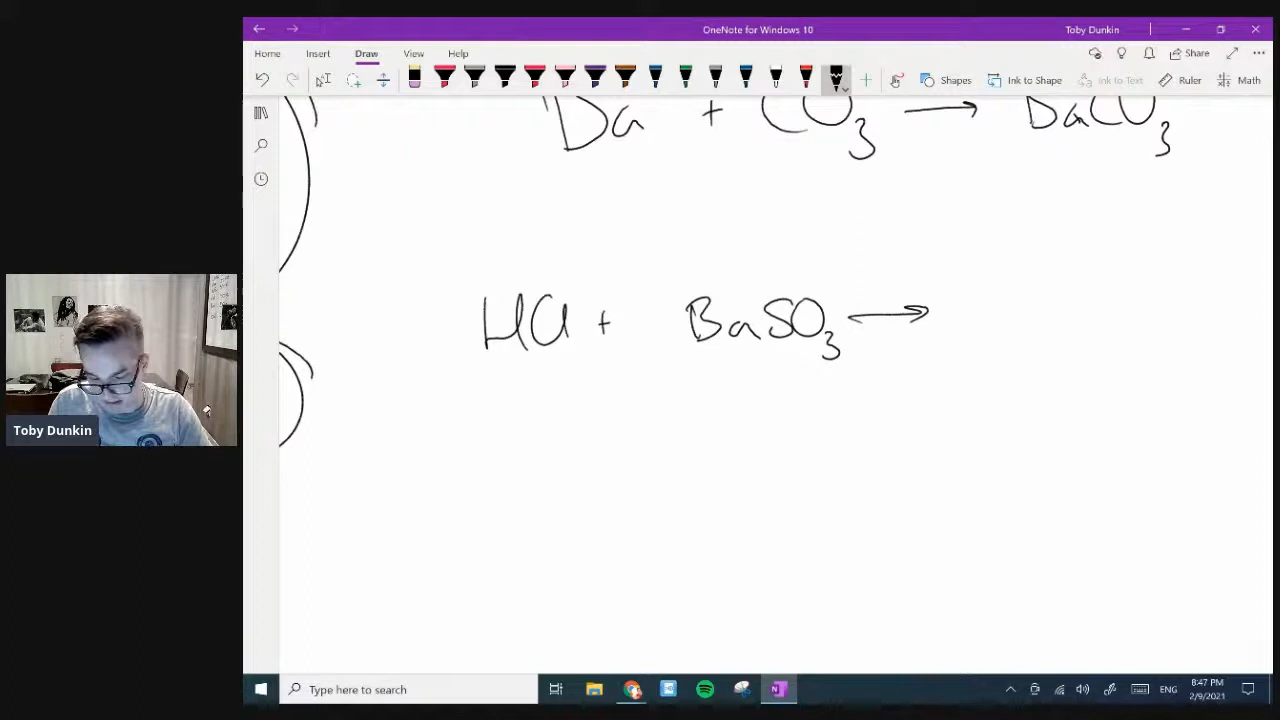 OneNote for Windows 10
Toby Dunkin
Home Insert Draw View Help
Share
Shapes Ink to Shape Ink to Text Ruler Math
Ba + CO3 → BaCO3
HCl + BaSO3 →
Toby Dunkin
Type here to search
ENG
8:47 PM
2/9/2021